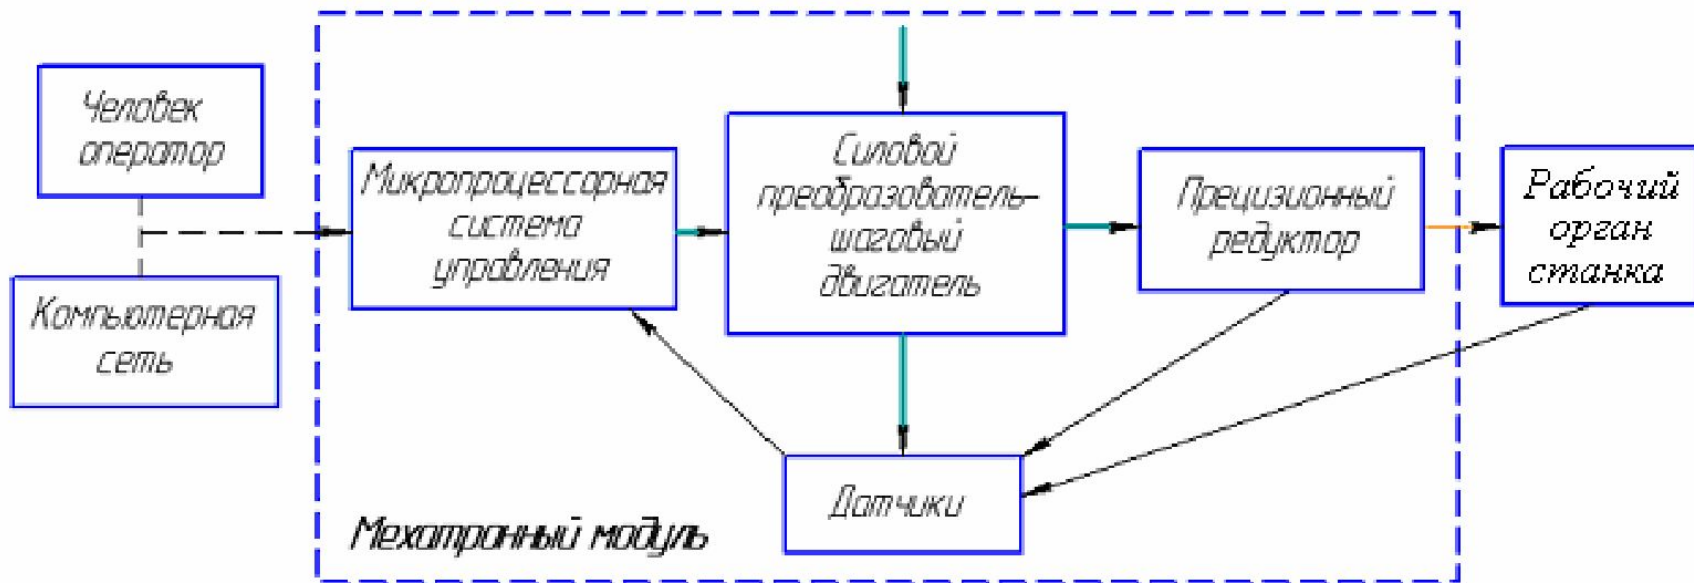 Человек
оператор
Компьютерная
сеть
Микропроцессорная
система
управления
Силовой
преобразователь-
шаговый
двигатель
Прецизионный
редуктор
Рабочий
орган
станка
Датчики
Мехатронный модуль